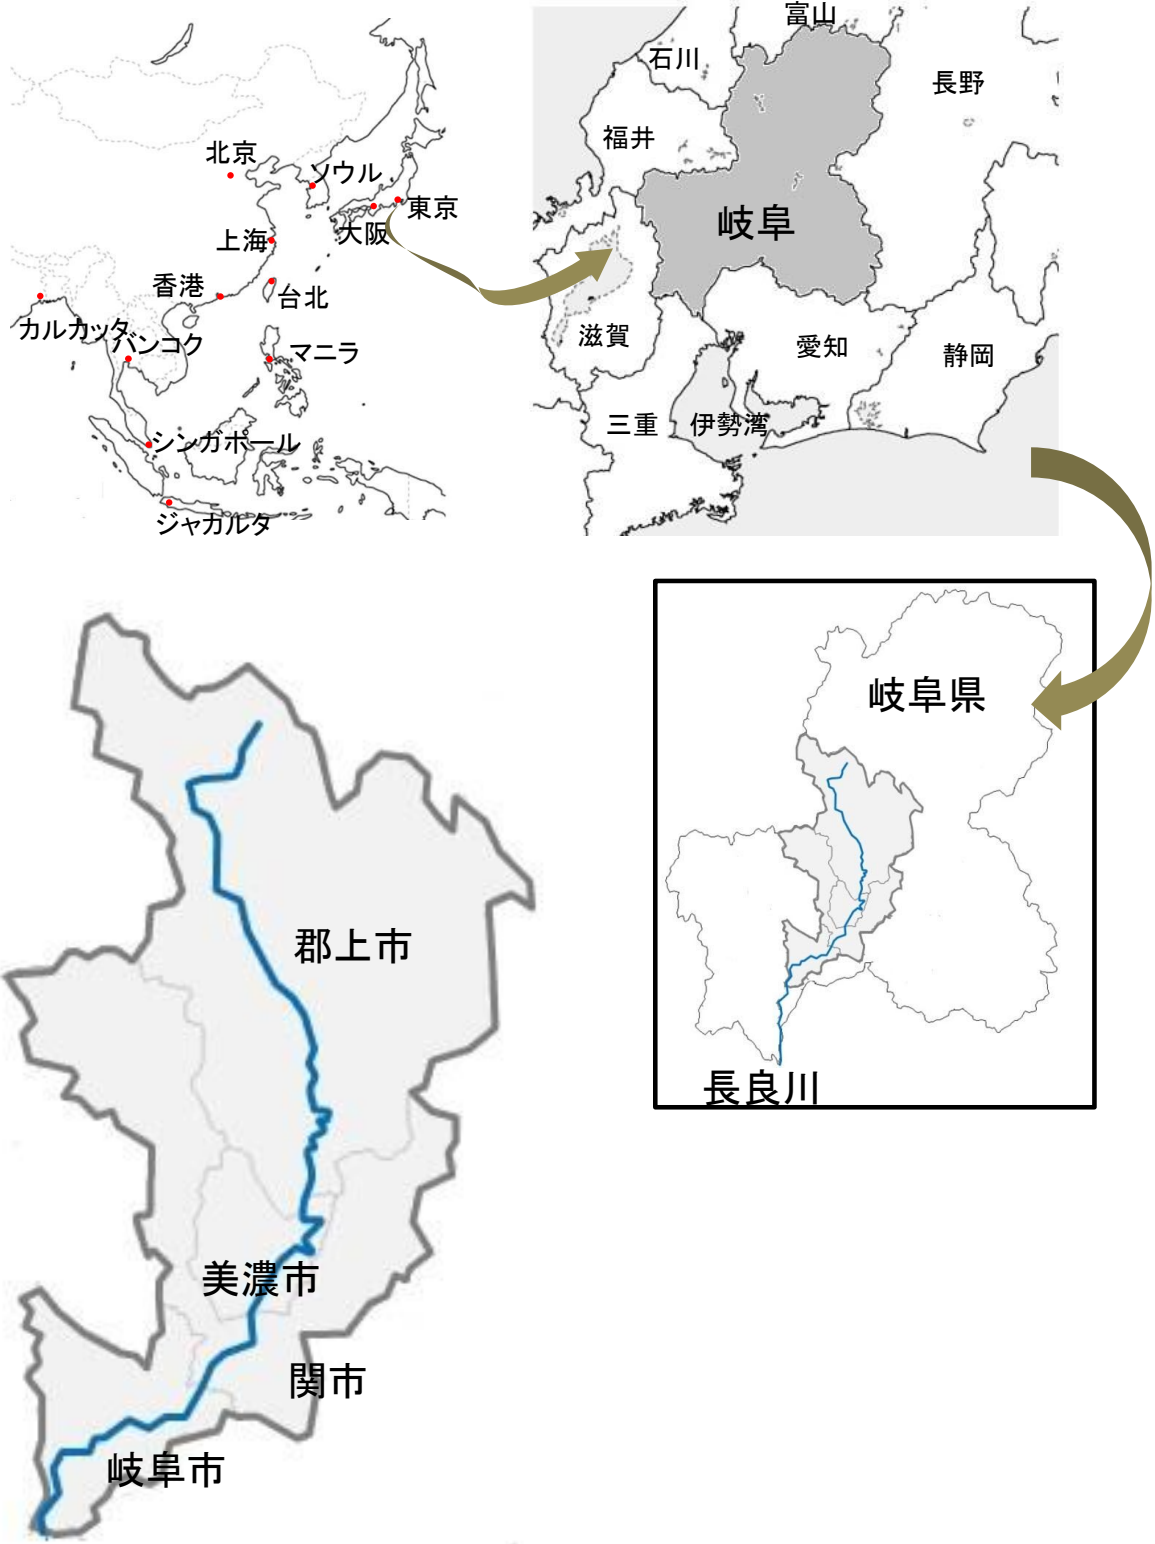 北京
ソウル
東京
大阪
上海
香港
台北
カルカッタ
バンコク
マニラ
シンガポール
ジャカルタ
富山
石川
長野
福井
岐阜
滋賀
愛知
静岡
三重
伊勢湾
岐阜県
長良川
郡上市
美濃市
関市
岐阜市